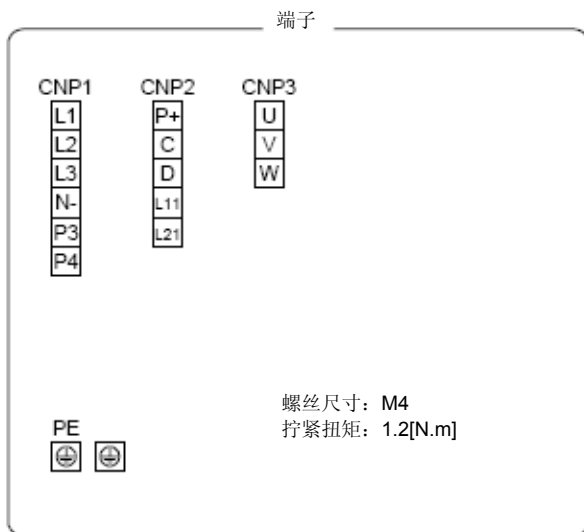 端子
CNP1 CNP2 CNP3
L1 P+ U
L2 C V
L3 D W
N- L11
P3 L21
P4
螺丝尺寸：M4
拧紧扭矩：1.2[N.m]
PE